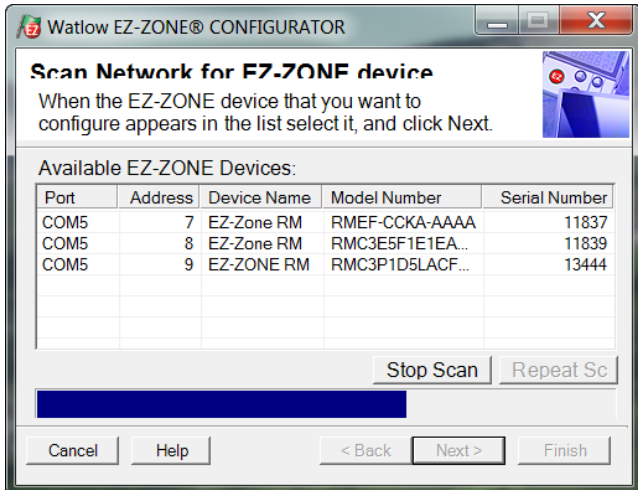 Watlow EZ-ZONE® CONFIGURATOR
Scan Network for EZ-ZONE device
When the EZ-ZONE device that you want to
configure appears in the list select it, and click Next.
Available EZ-ZONE Devices:
Port Address Device Name Model Number Serial Number
COM5 7 EZ-Zone RM RMEF-CCKA-AAAA 11837
COM5 8 EZ-Zone RM RMC3E5F1E1EA... 11839
COM5 9 EZ-ZONE RM RMC3P1D5LACF... 13444
Stop Scan Repeat Sc
Cancel Help < Back Next > Finish